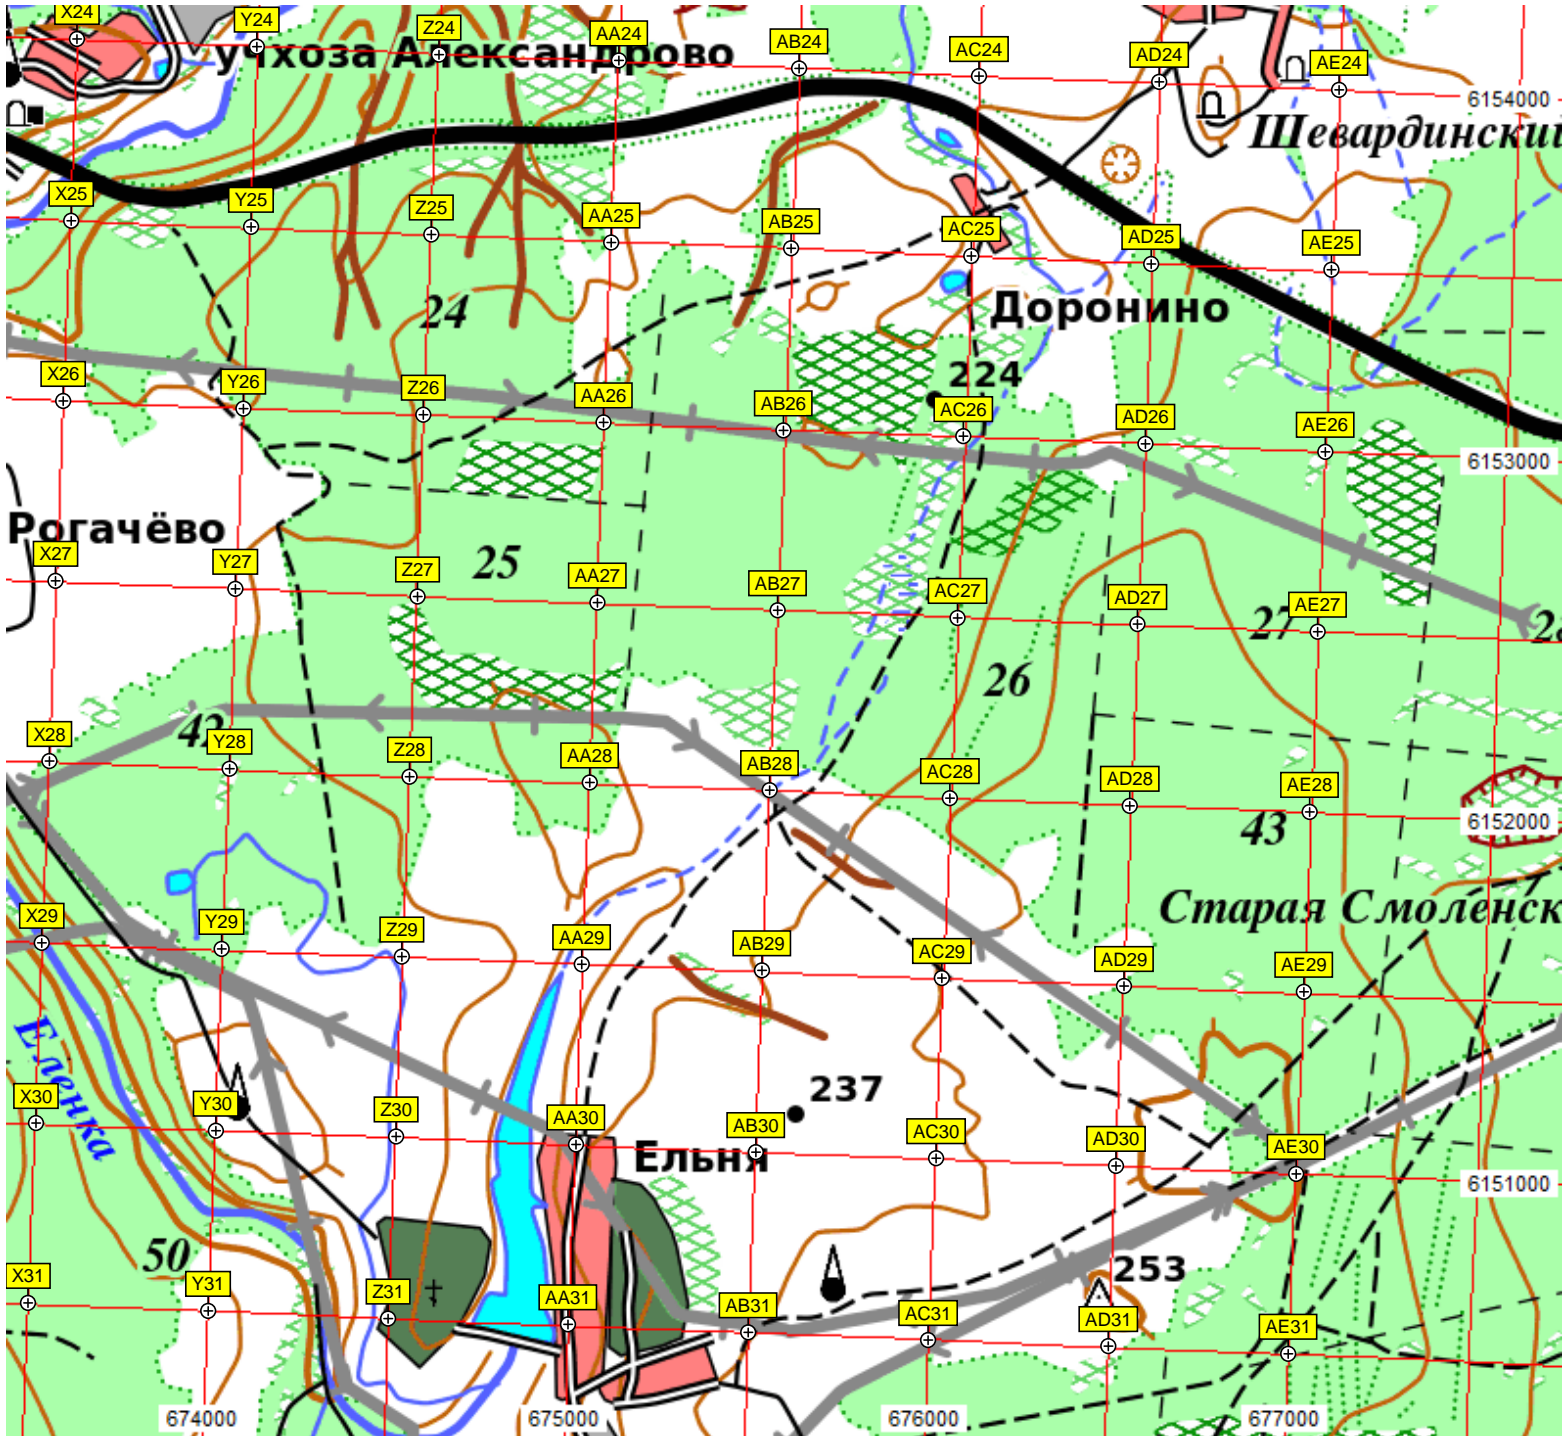 X24 Y24 Z24 AA24 AB24 AC24 AD24 AE24
учхоза Александрово
6154000
Шевардинский
X25 Y25 Z25 AA25 AB25 AC25 AD25 AE25
24
Доронино
224
X26 Y26 Z26 AA26 AB26 AC26 AD26 AE26
6153000
Рогачёво
25
X27 Y27 Z27 AA27 AB27 AC27 AD27 AE27
27
26
42
X28 Y28 Z28 AA28 AB28 AC28 AD28 AE28
6152000
43
Старая Смоленск
X29 Y29 Z29 AA29 AB29 AC29 AD29 AE29
Еленка
237
X30 Y30 Z30 AA30 AB30 AC30 AD30 AE30
Ельня
6151000
50
253
X31 Y31 Z31 AA31 AB31 AC31 AD31 AE31
674000 675000 676000 677000